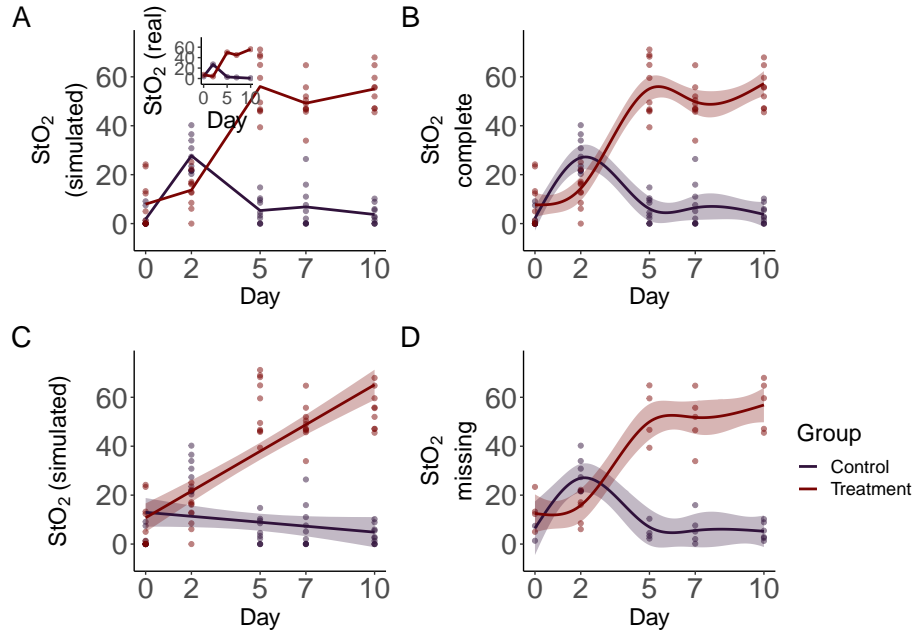 A
StO2 (simulated)
60
40
20
0
0 2 5 7 10
Day
StO2 (real)
60
40
20
0
0 5 10
Day
B
StO2 complete
60
40
20
0
0 2 5 7 10
Day
C
StO2 (simulated)
60
40
20
0
0 2 5 7 10
Day
D
StO2 missing
60
40
20
0
0 2 5 7 10
Day
Group
Control
Treatment